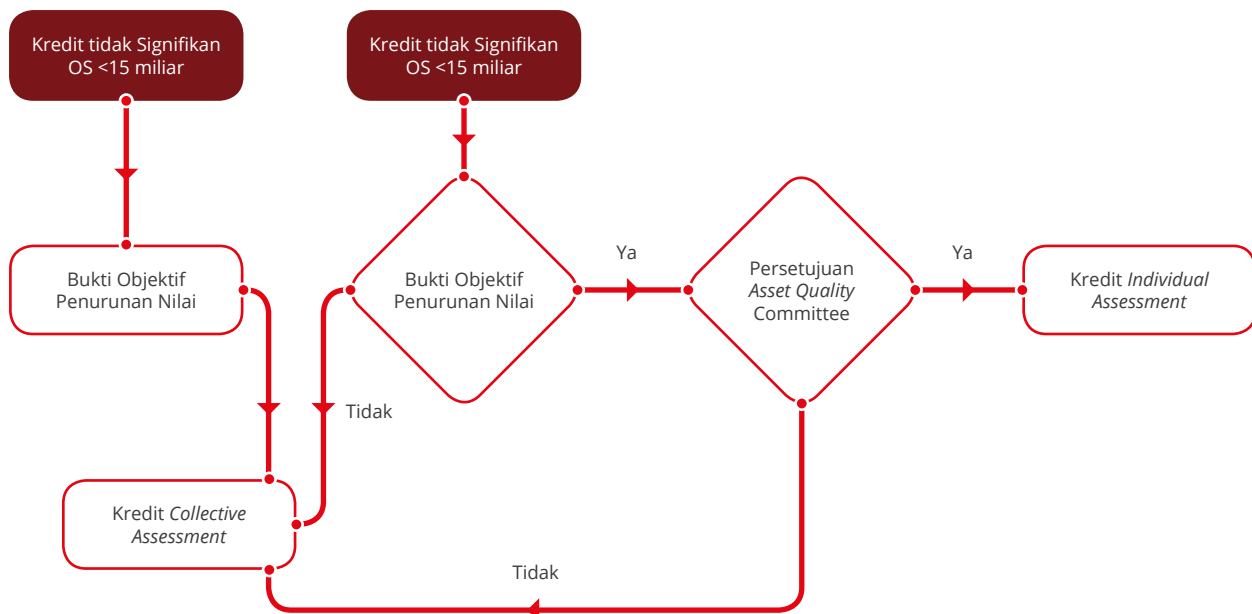 Kredit tidak Signifikan
OS <15 miliar
Kredit tidak Signifikan
OS <15 miliar
Bukti Objektif
Penurunan Nilai
Bukti Objektif
Penurunan Nilai
Ya
Persetujuan
Asset Quality
Committee
Ya
Kredit Individual
Assessment
Tidak
Kredit Collective
Assessment
Tidak